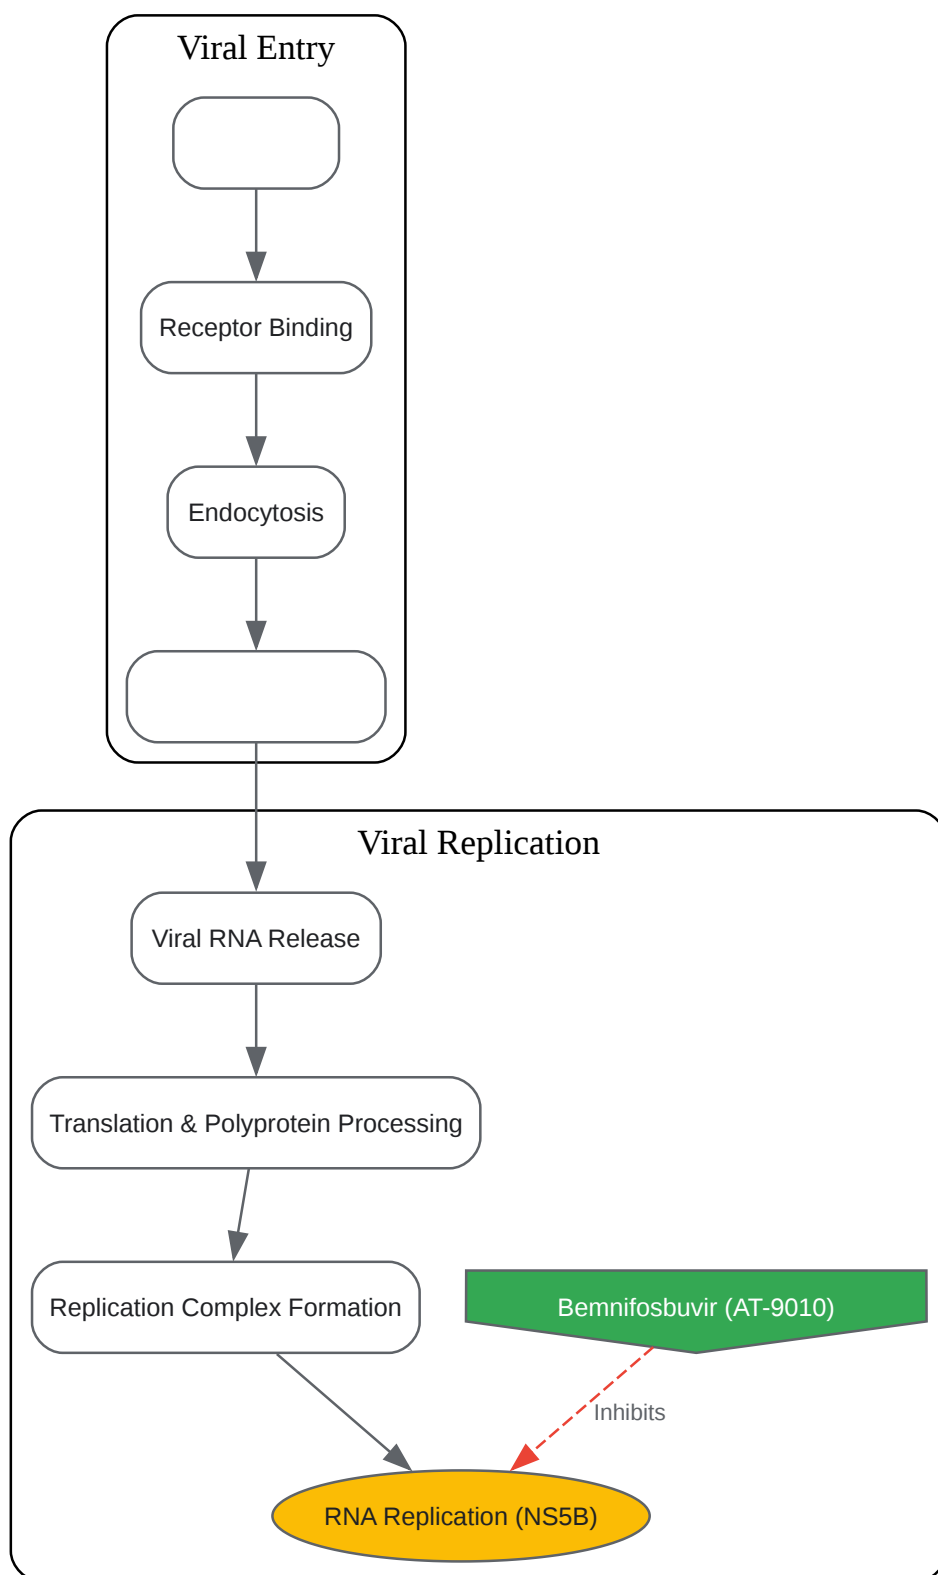 Viral Entry
Receptor Binding
Endocytosis
Viral Replication
Viral RNA Release
Translation & Polyprotein Processing
Replication Complex Formation
Bemnifosbuvir (AT-9010)
Inhibits
RNA Replication (NS5B)